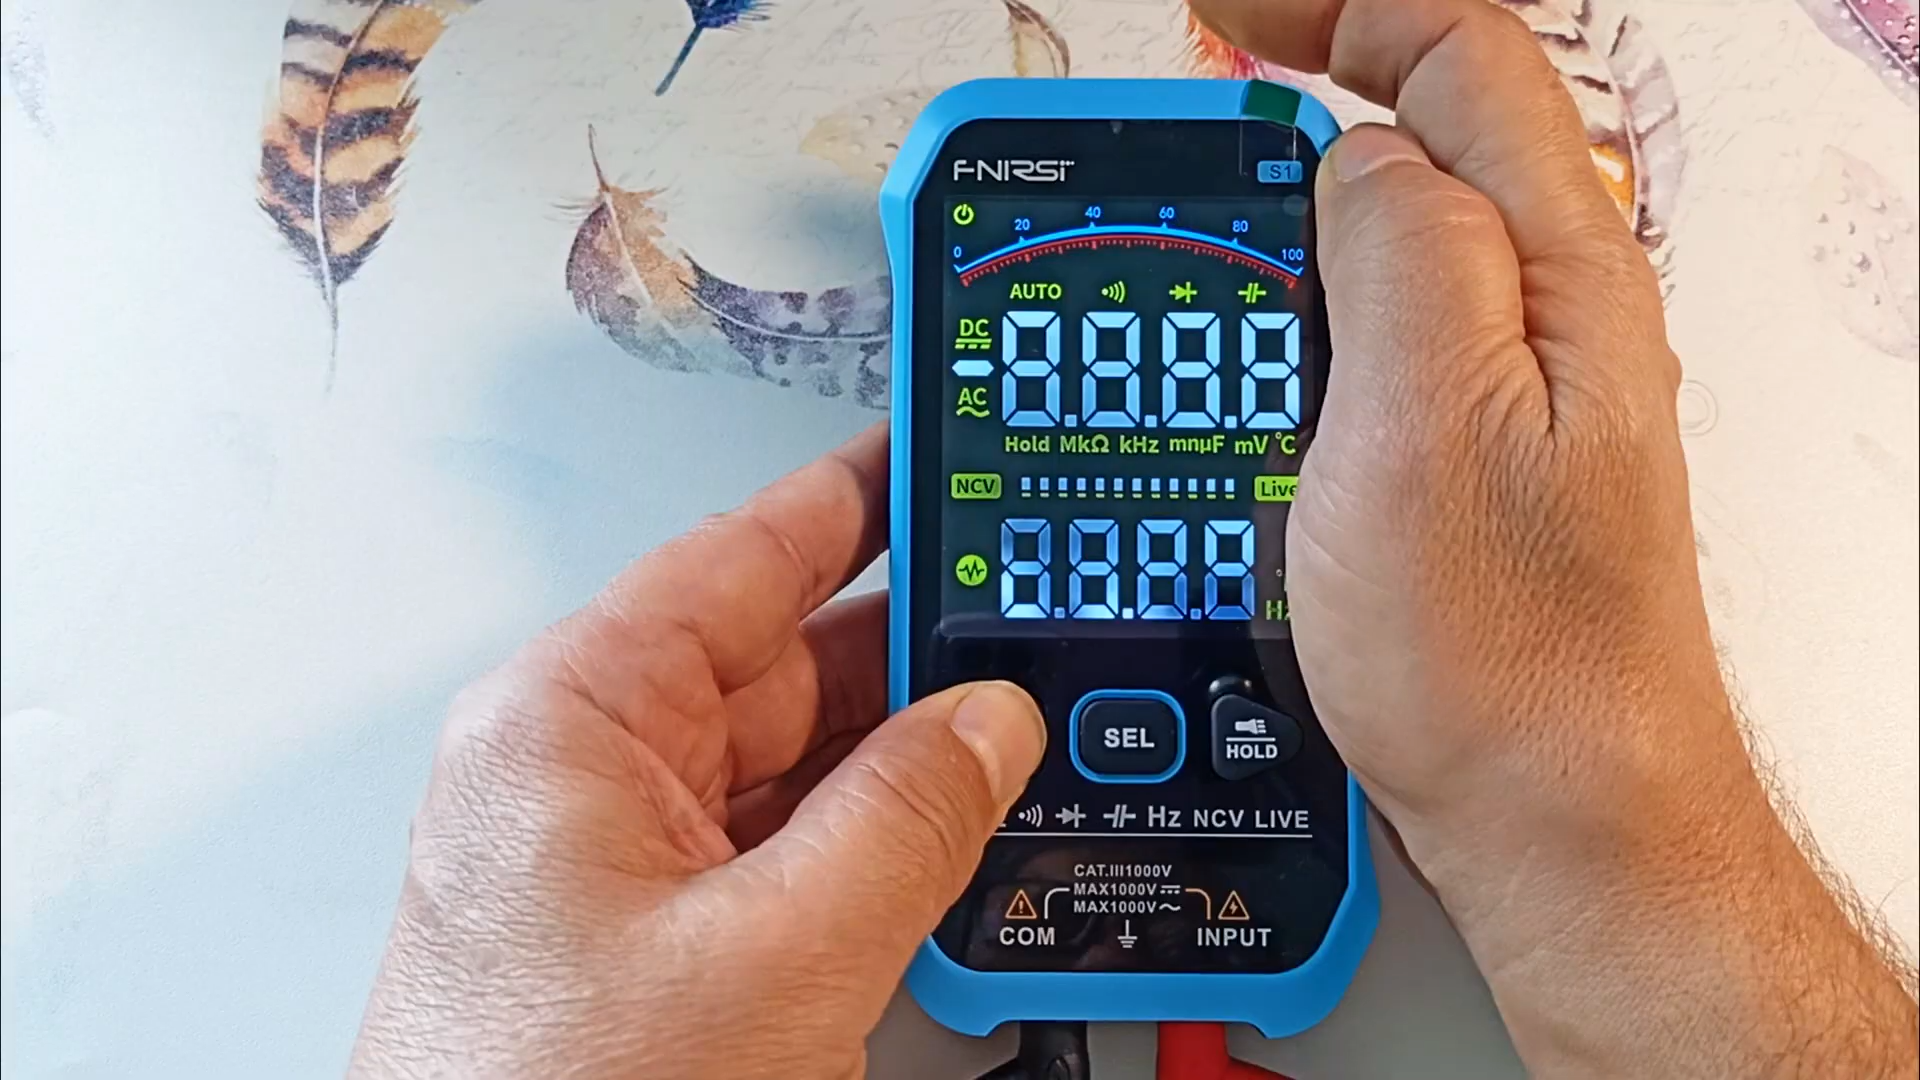 FNIRSI
S1
0 20 40 60 80 100
AUTO
DC
8.8.8.8
AC
Hold MkΩ kHz mnµF mV °C
NCV Live
8.8.8.8
Hz
SEL
HOLD
Hz NCV LIVE
CAT.III1000V
MAX1000V
MAX1000V
COM INPUT